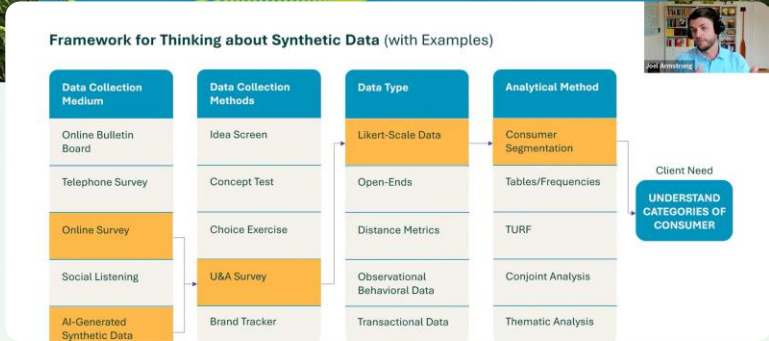 Framework for Thinking about Synthetic Data (with Examples)
Joel Armstrong
Data Collection
Medium
Online Bulletin
Board
Telephone Survey
Online Survey
Social Listening
AI-Generated
Synthetic Data
Data Collection
Methods
Idea Screen
Concept Test
Choice Exercise
U&A Survey
Brand Tracker
Data Type
Likert-Scale Data
Open-Ends
Distance Metrics
Observational
Behavioral Data
Transactional Data
Analytical Method
Consumer
Segmentation
Tables/Frequencies
TURF
Conjoint Analysis
Thematic Analysis
Client Need
UNDERSTAND
CATEGORIES OF
CONSUMER